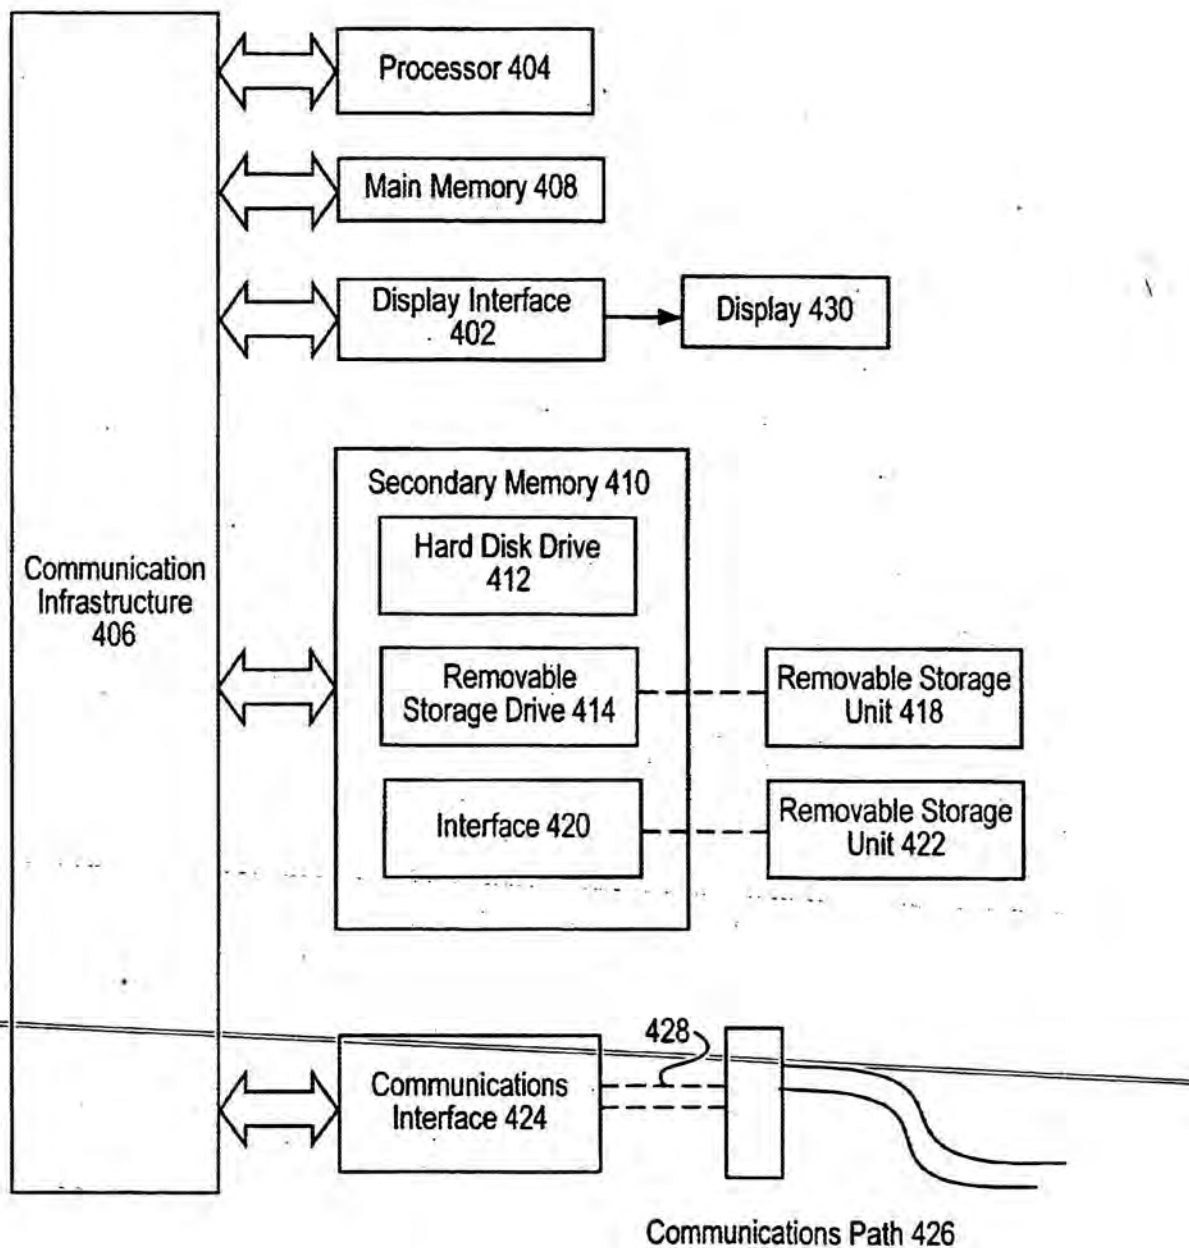 Processor 404
Main Memory 408
Display Interface
402
Display 430
Secondary Memory 410
Hard Disk Drive
412
Communication
Infrastructure
406
Removable
Storage Drive 414
Removable Storage
Unit 418
Interface 420
Removable Storage
Unit 422
428
Communications
Interface 424
Communications Path 426